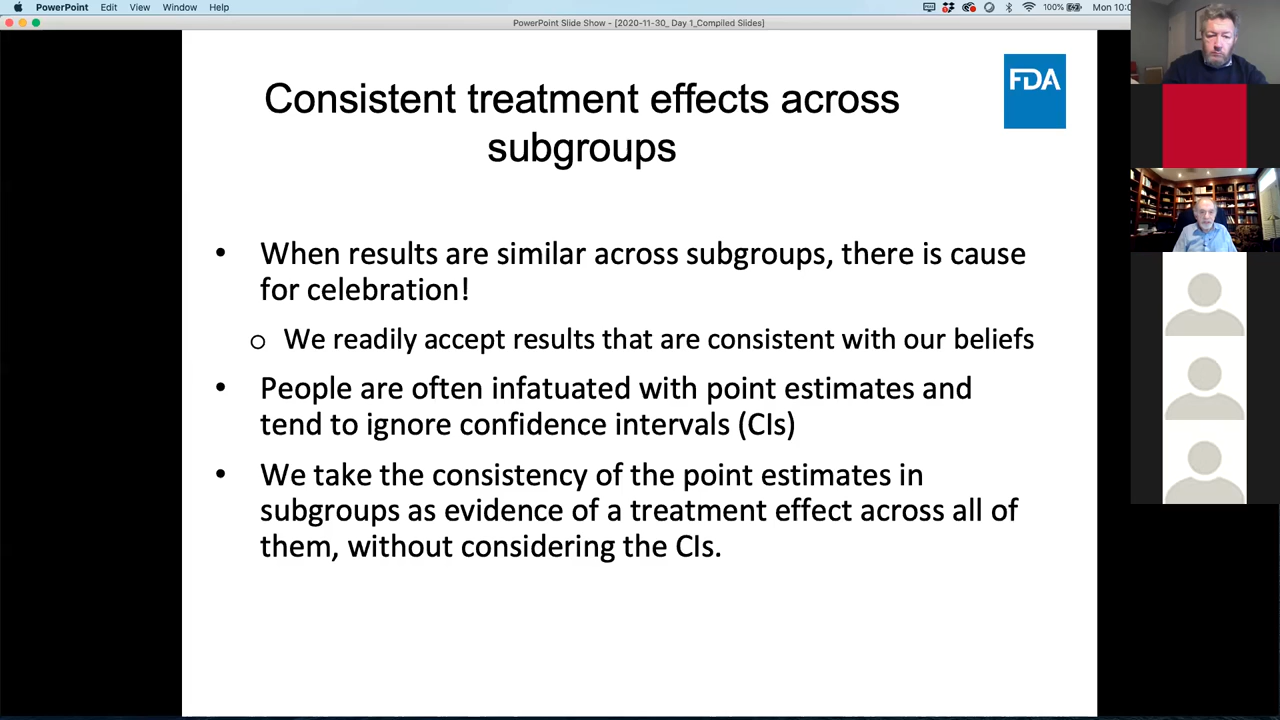 PowerPoint Edit View Window Help 100% Mon 10:0
PowerPoint Slide Show - [2020-11-30_ Day 1_Compiled Slides]
FDA
Consistent treatment effects across
subgroups
• When results are similar across subgroups, there is cause
for celebration!
o We readily accept results that are consistent with our beliefs
• People are often infatuated with point estimates and
tend to ignore confidence intervals (CIs)
• We take the consistency of the point estimates in
subgroups as evidence of a treatment effect across all of
them, without considering the CIs.